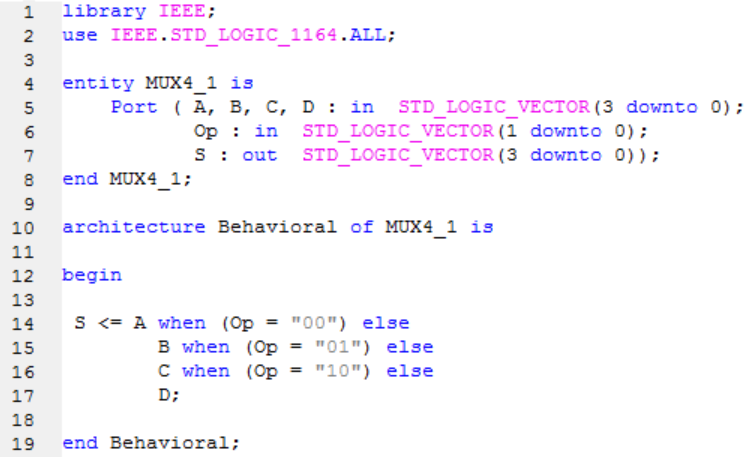 1 library IEEE;
2 use IEEE.STD_LOGIC_1164.ALL;
3
4 entity MUX4_1 is
5 Port ( A, B, C, D : in STD_LOGIC_VECTOR(3 downto 0);
6 Op : in STD_LOGIC_VECTOR(1 downto 0);
7 S : out STD_LOGIC_VECTOR(3 downto 0));
8 end MUX4_1;
9
10 architecture Behavioral of MUX4_1 is
11
12 begin
13
14 S <= A when (Op = "00") else
15 B when (Op = "01") else
16 C when (Op = "10") else
17 D;
18
19 end Behavioral;